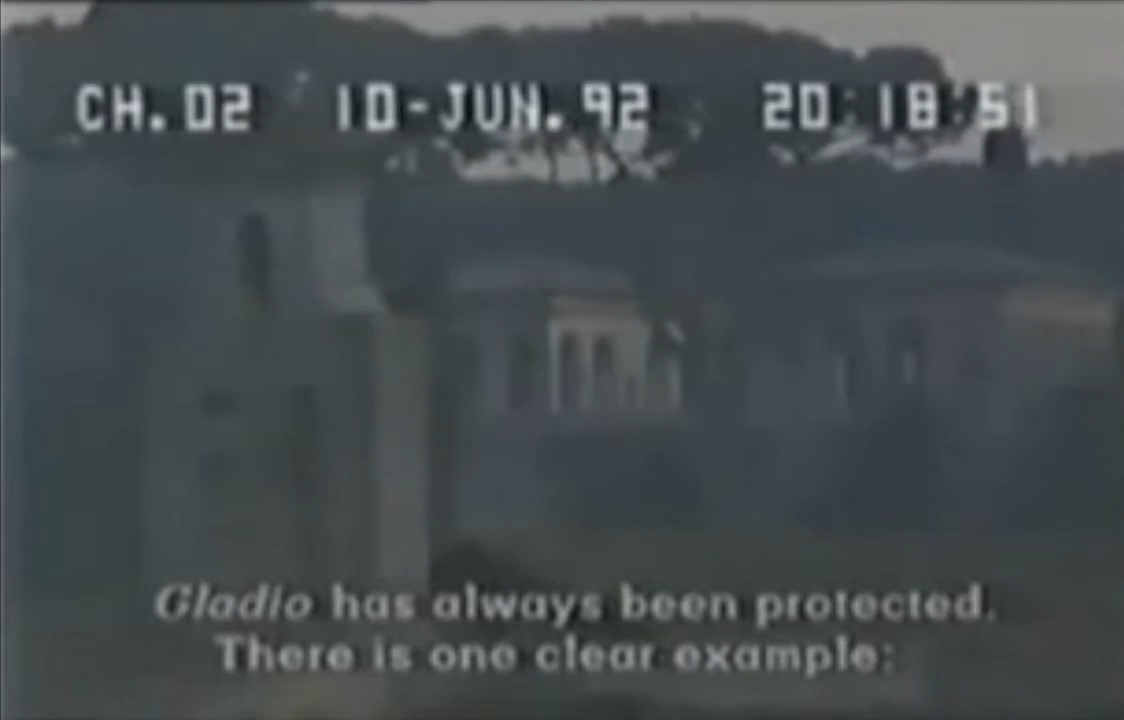 CH.02 10-JUN.92 20:18:51
Gladio has always been protected.
There is one clear example: